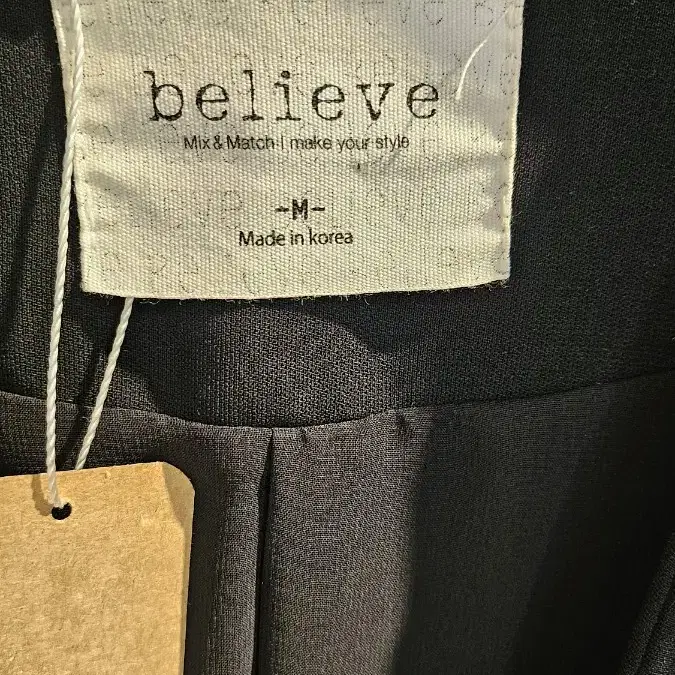 believe
Mix & Match | make your style
-M-
Made in korea